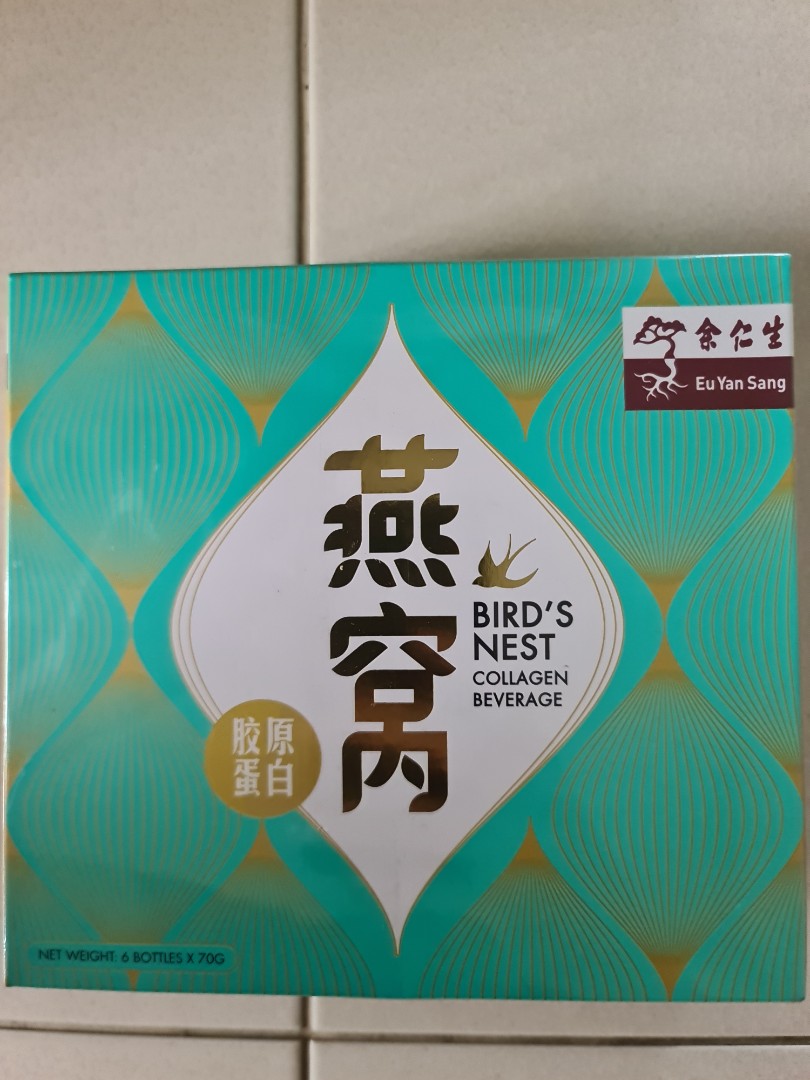 余仁生
Eu Yan Sang
燕
窝
BIRD'S
NEST
COLLAGEN
BEVERAGE
胶原
蛋白
NET WEIGHT: 6 BOTTLES X 70G